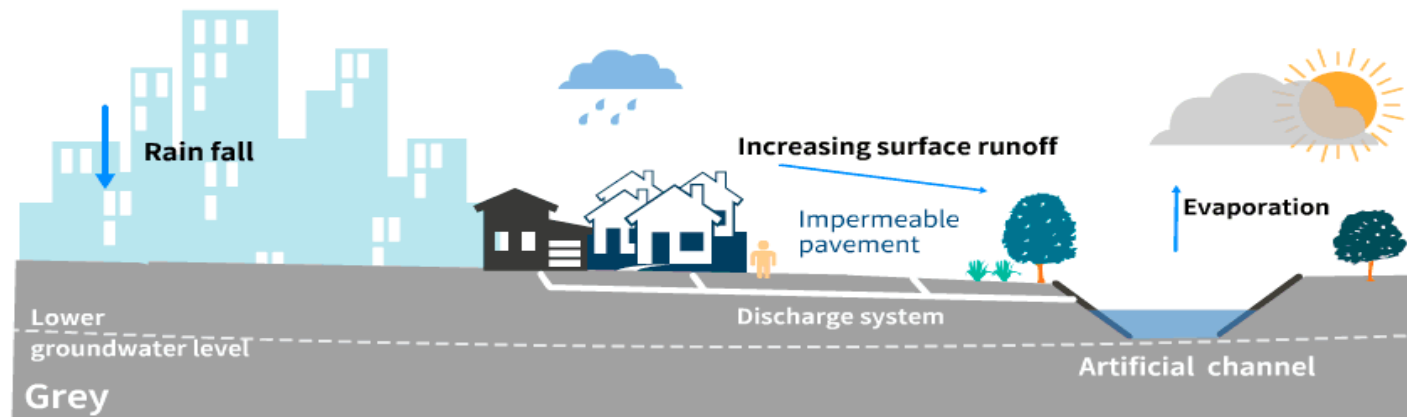 Rain fall
Increasing surface runoff
Impermeable
pavement
Evaporation
Lower
groundwater level
Discharge system
Artificial channel
Grey